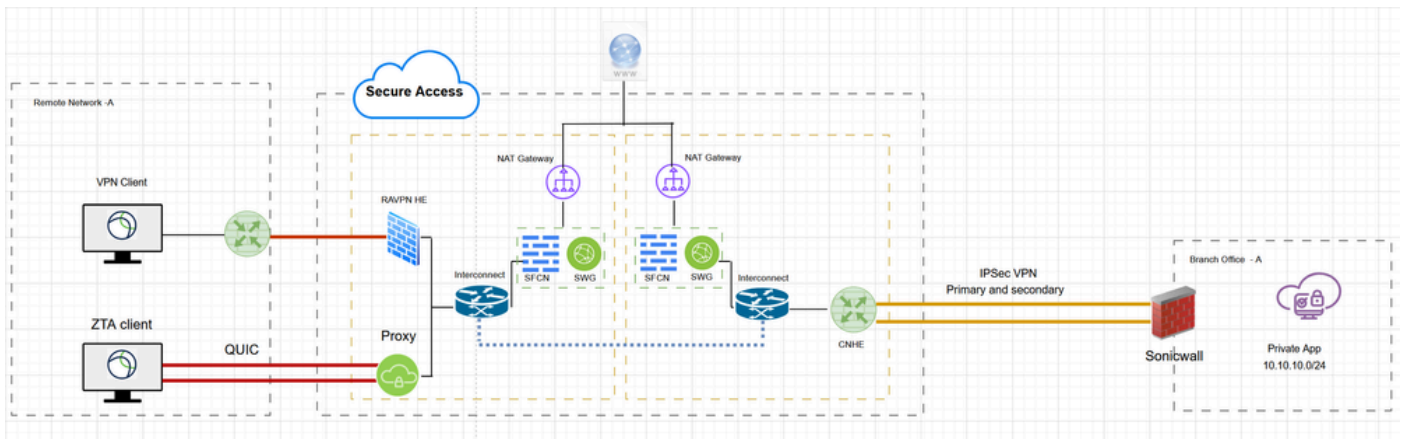 www
Secure Access
Remote Network -A
NAT Gateway
NAT Gateway
VPN Client
RAVPN HE
Branch Office - A
SFCN
SWG
SFCN
SWG
Interconnect
Interconnect
IPSec VPN
Primary and secondary
ZTA client
QUIC
Proxy
CNHE
Sonicwall
Private App
10.10.10.0/24